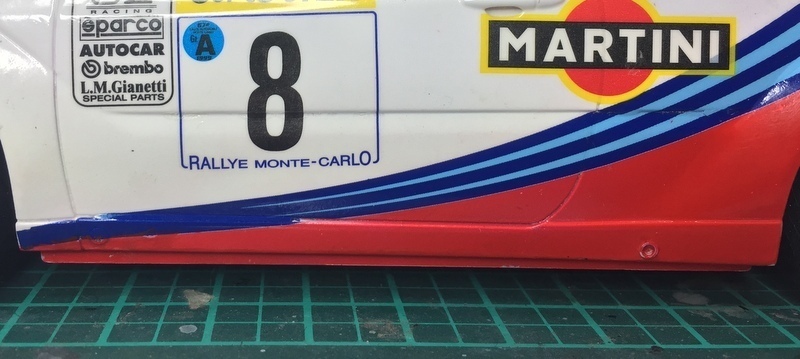 RACING
sparco
AUTOCAR
brembo
L.M.Gianetti
SPECIAL PARTS
A
8
RALLYE MONTE-CARLO
MARTINI